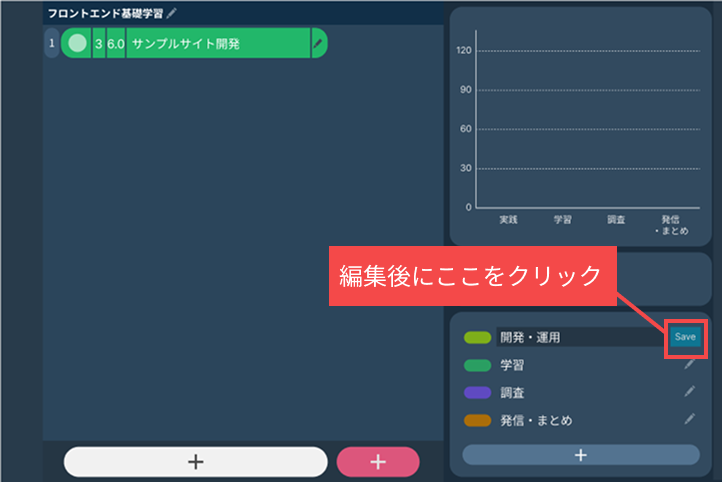 フロントエンド基礎学習
1 3 6.0 サンプルサイト開発
120
90
60
30
0
実践 学習 調査 発信
・まとめ
編集後にここをクリック
開発・運用 Save
学習
調査
発信・まとめ
+ + +